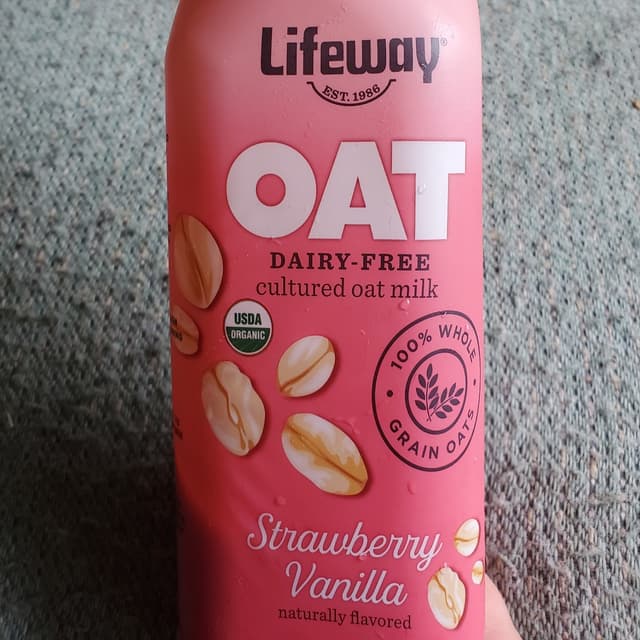 Lifeway®
EST. 1986
OAT
DAIRY-FREE
cultured oat milk
USDA
ORGANIC
100% WHOLE
GRAIN OATS
Strawberry
Vanilla
naturally flavored